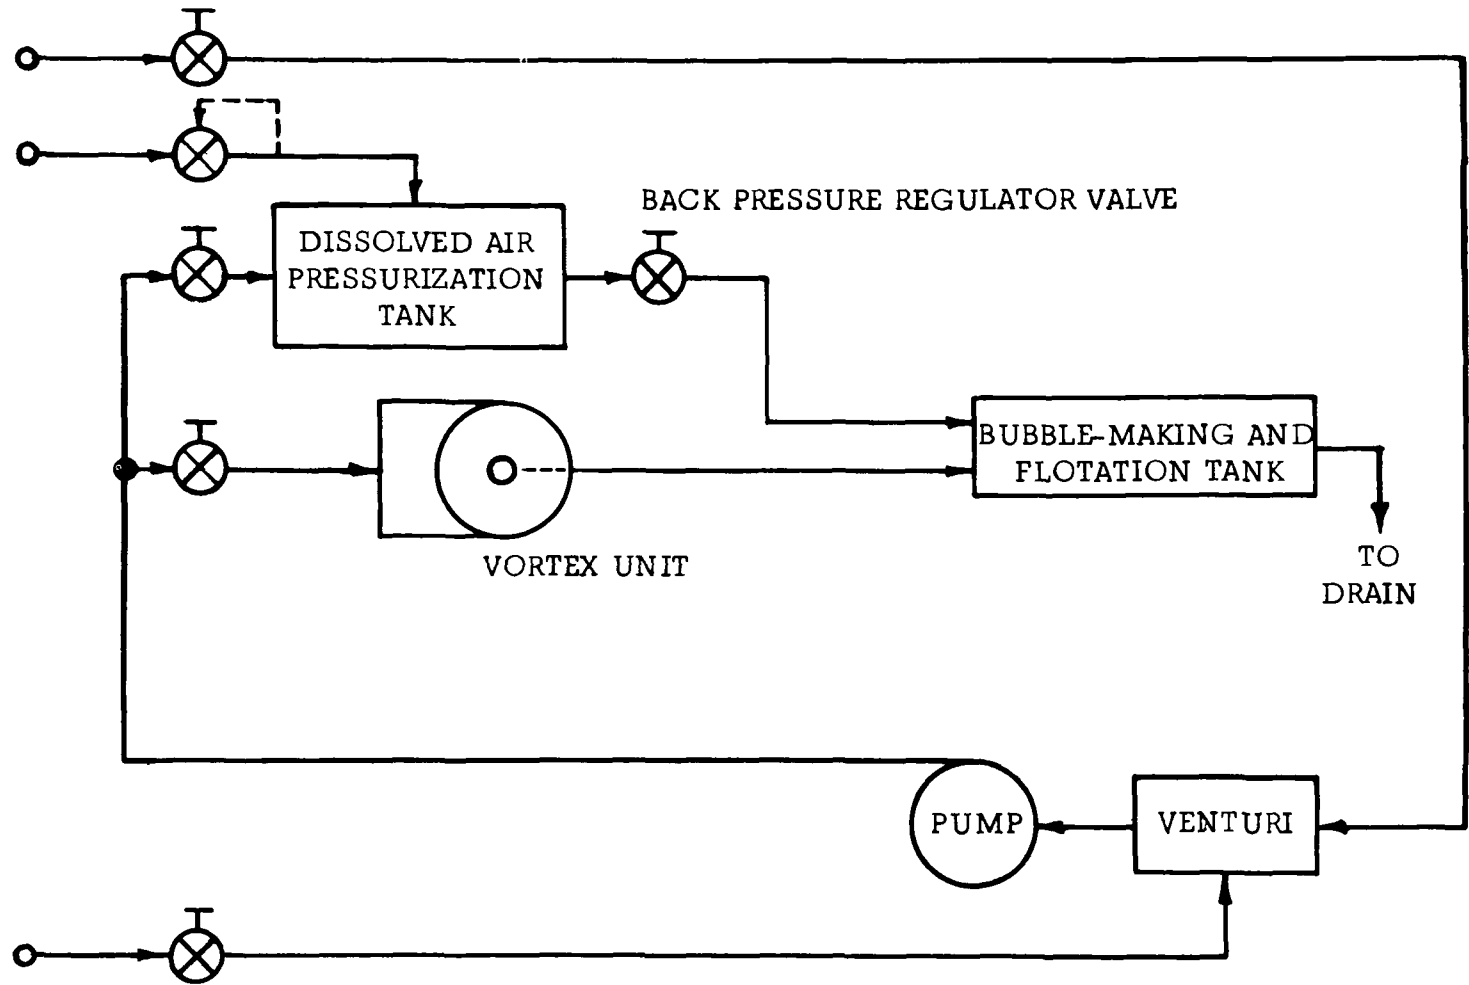 BACK PRESSURE REGULATOR VALVE
DISSOLVED AIR
PRESSURIZATION
TANK
BUBBLE-MAKING AND
FLOTATION TANK
VORTEX UNIT
TO
DRAIN
PUMP
VENTURI